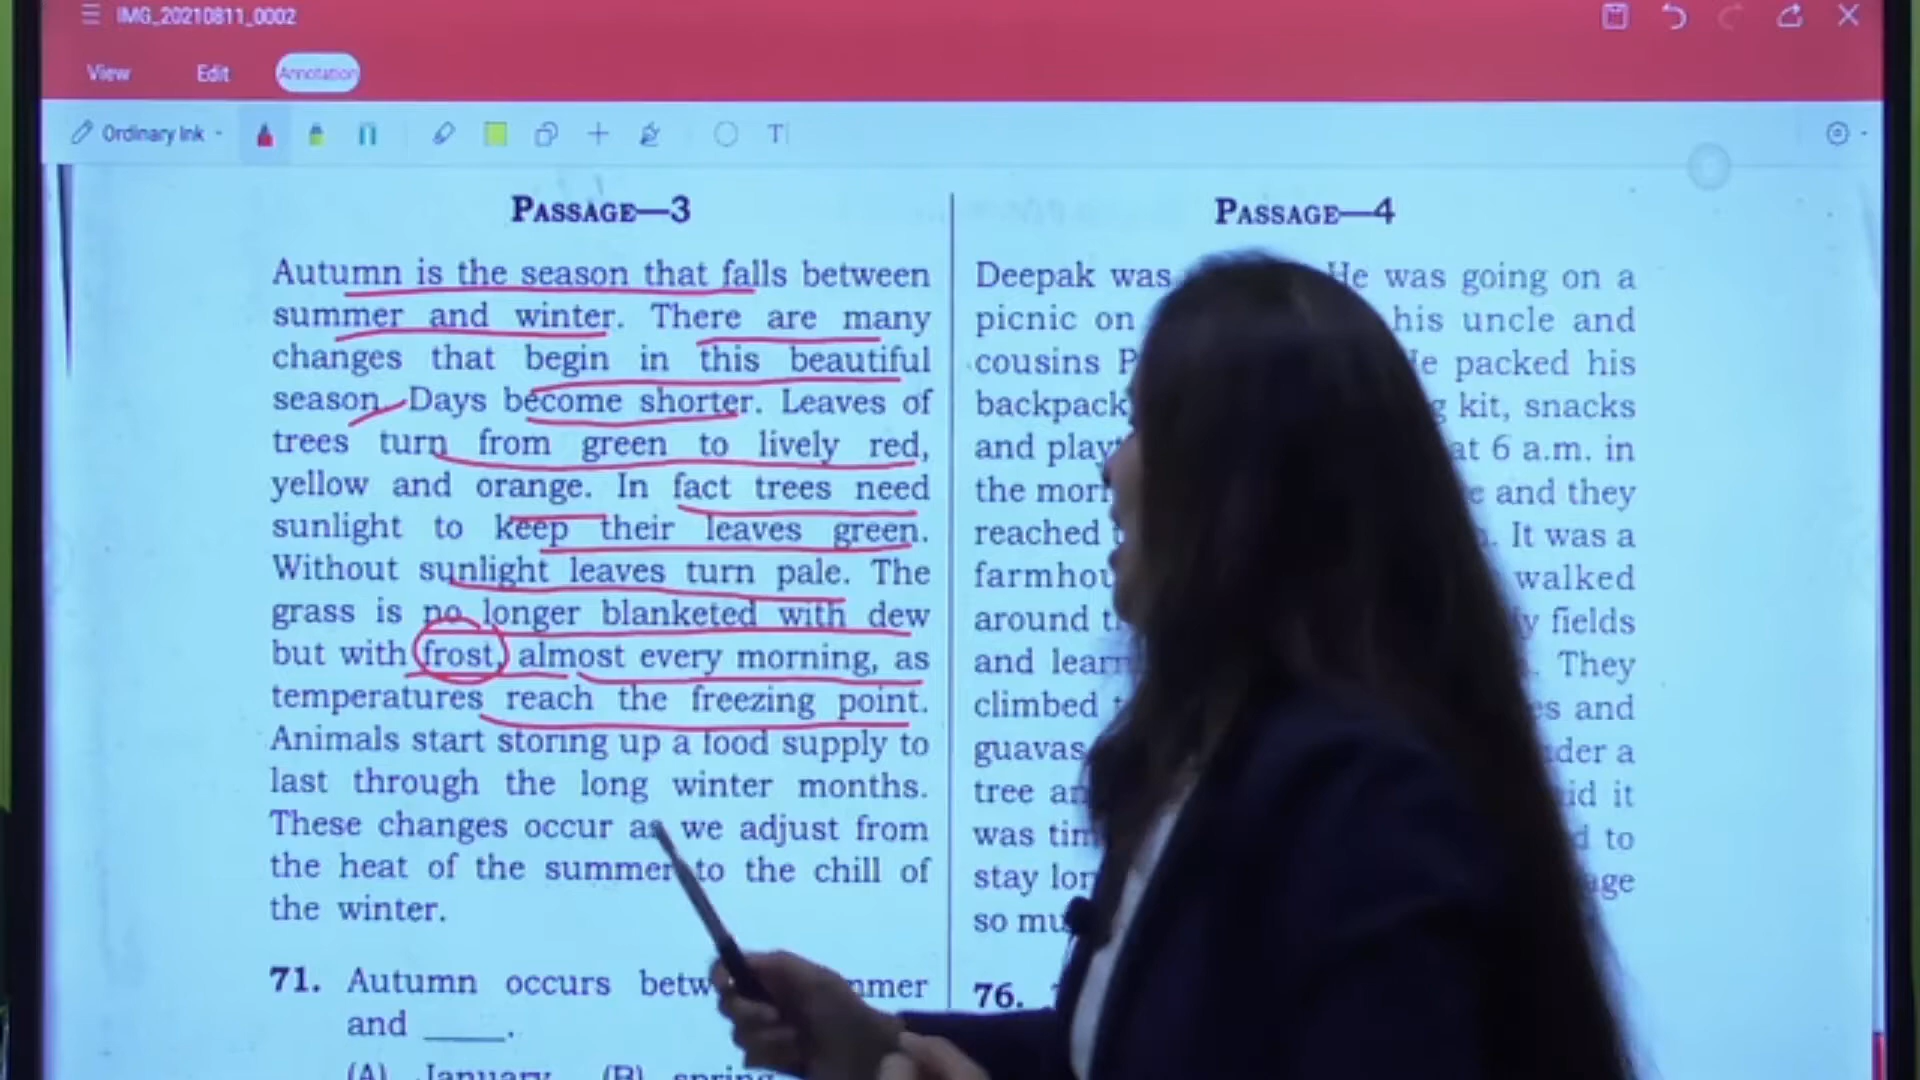 IMG_20210811_0002
View Edit Annotation
Ordinary Ink
PASSAGE—3
Autumn is the season that falls between
summer and winter. There are many
changes that begin in this beautiful
season. Days become shorter. Leaves of
trees turn from green to lively red,
yellow and orange. In fact trees need
sunlight to keep their leaves green.
Without sunlight leaves turn pale. The
grass is no longer blanketed with dew
but with frost, almost every morning, as
temperatures reach the freezing point.
Animals start storing up a food supply to
last through the long winter months.
These changes occur as we adjust from
the heat of the summer to the chill of
the winter.
71. Autumn occurs
and ____.
(A) January (B) spring
PASSAGE—4
Deepak was He was going on a
picnic on his uncle and
cousins packed his
backpack kit, snacks
and at 6 a.m. in
the and they
reached It was a
walked
around fields
and They
climbed and
guavas a
tree it
was to
stay
so
76.